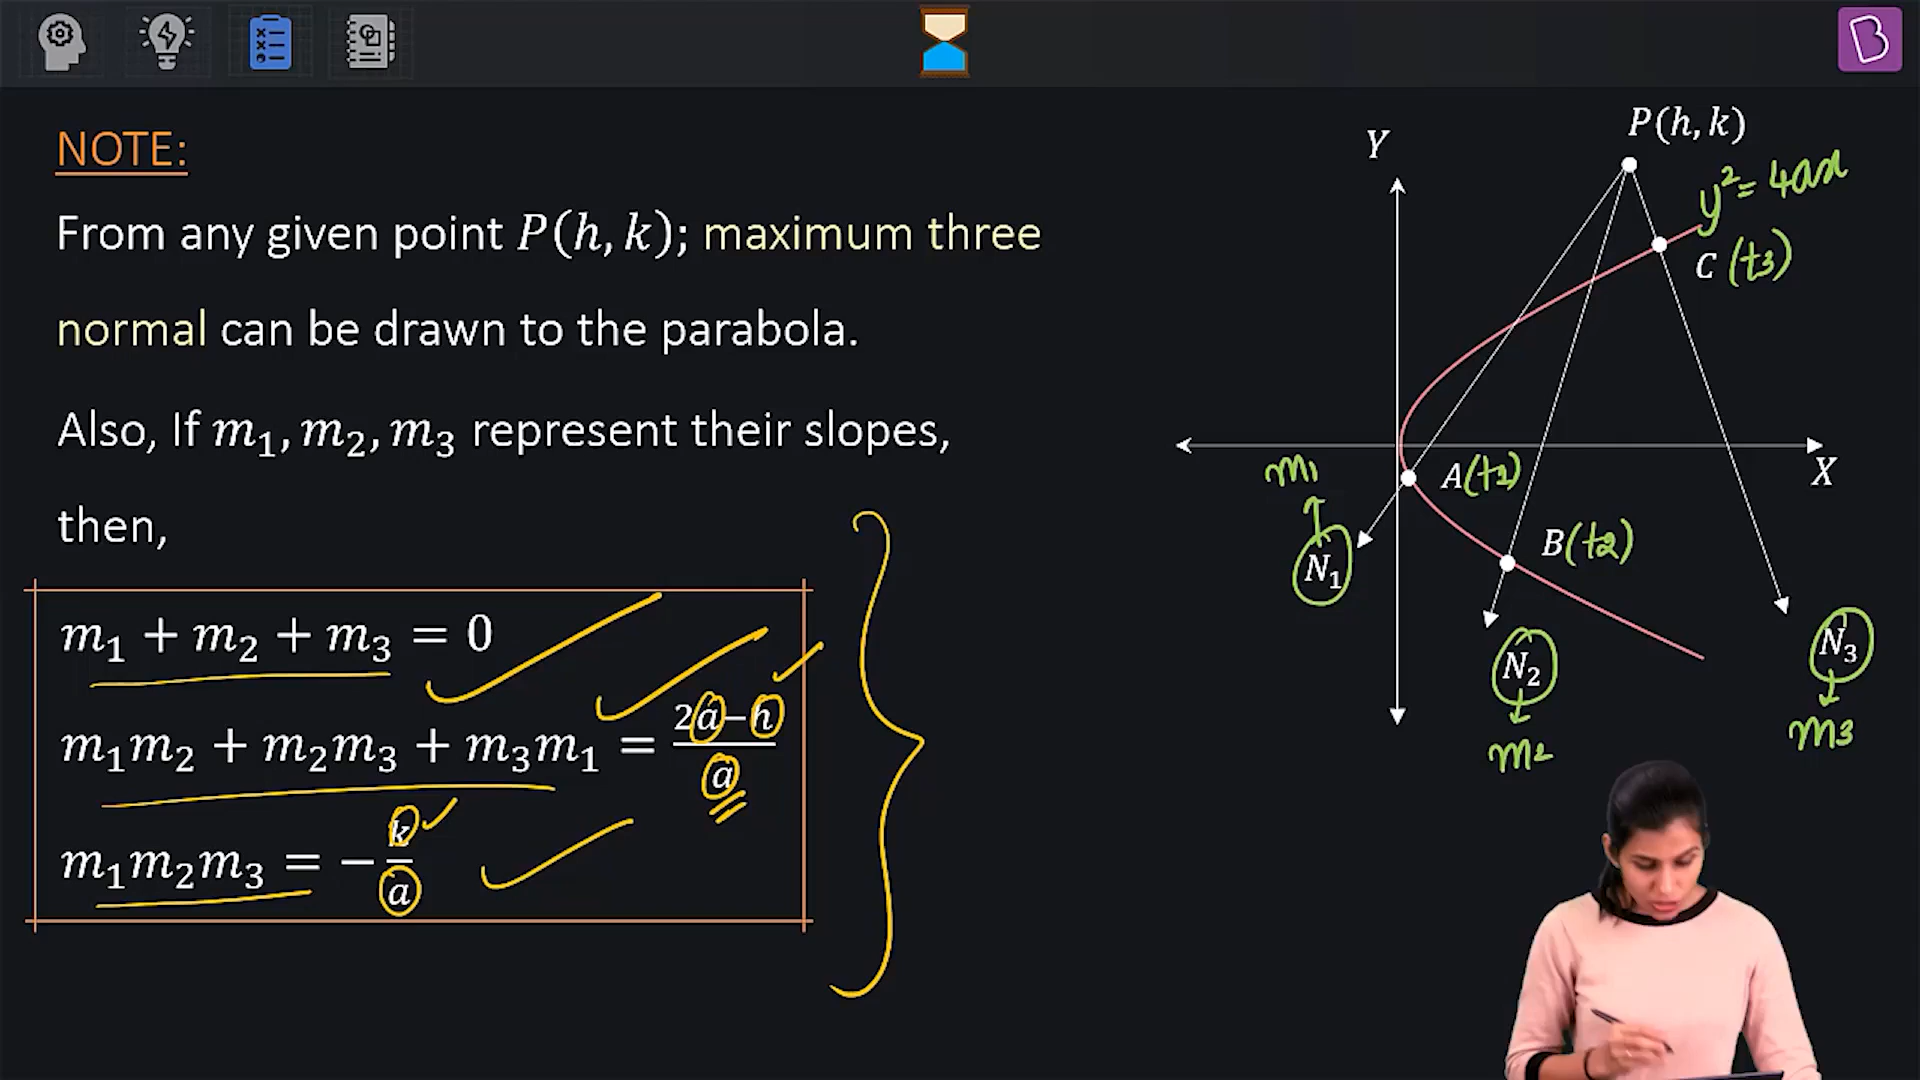 NOTE:
From any given point P(h, k); maximum three
normal can be drawn to the parabola.
Also, If m₁, m₂, m₃ represent their slopes,
then,
m₁ + m₂ + m₃ = 0
m₁m₂ + m₂m₃ + m₃m₁ = (2a−h)/a
m₁m₂m₃ = −k/a
P(h, k)
Y
y² = 4ax
C (t3)
X
A(t1)
m1
B(t2)
N₁
N₂
N₃
m2
m3
B